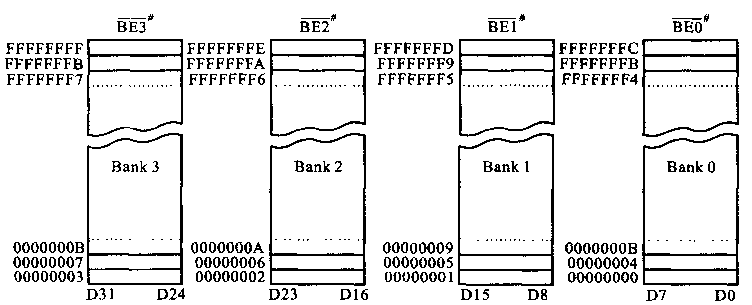 BE3# BE2# BE1# BE0#
FFFFFFFF FFFFFFFE FFFFFFFD FFFFFFFC
FFFFFFFB FFFFFFFA FFFFFFF9 FFFFFFFB
FFFFFFF7 FFFFFFF6 FFFFFFF5 FFFFFFF4
Bank 3 Bank 2 Bank 1 Bank 0
0000000B 0000000A 00000009 0000000B
00000007 00000006 00000005 00000004
00000003 00000002 00000001 00000000
D31 D24 D23 D16 D15 D8 D7 D0